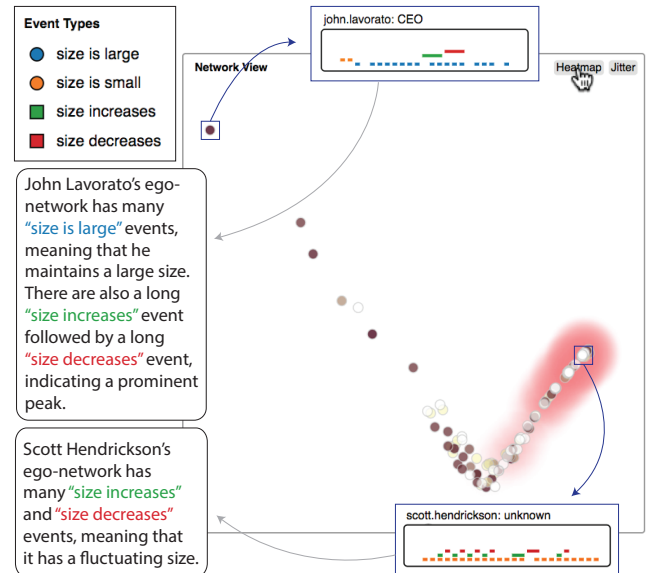 Event Types
size is large
size is small
size increases
size decreases
john.lavorato: CEO
Network View
Heatmap Jitter
John Lavorato's ego-
network has many
"size is large" events,
meaning that he
maintains a large size.
There are also a long
"size increases" event
followed by a long
"size decreases" event,
indicating a prominent
peak.
Scott Hendrickson's
ego-network has
many "size increases"
and "size decreases"
events, meaning that
it has a fluctuating size.
scott.hendrickson: unknown